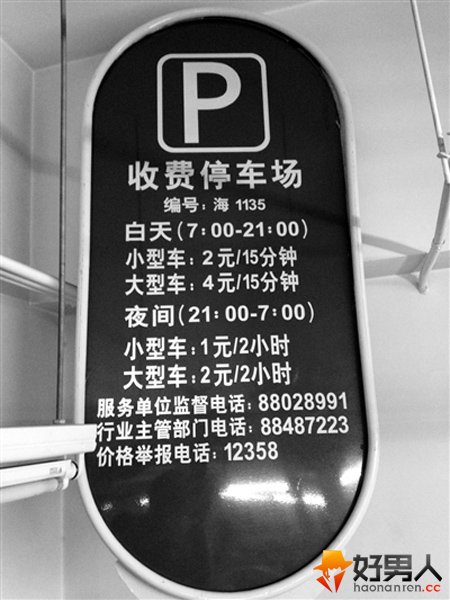 P
收费停车场
编号：海 1135
白天(7：00-21：00)
小型车：2 元/15分钟
大型车：4 元/15分钟
夜间(21：00-7：00)
小型车：1元/2小时
大型车：2元/2小时
服务单位监督电话：88028991
行业主管部门电话：88487223
价格举报电话：12358
好男人
haonanren.cc